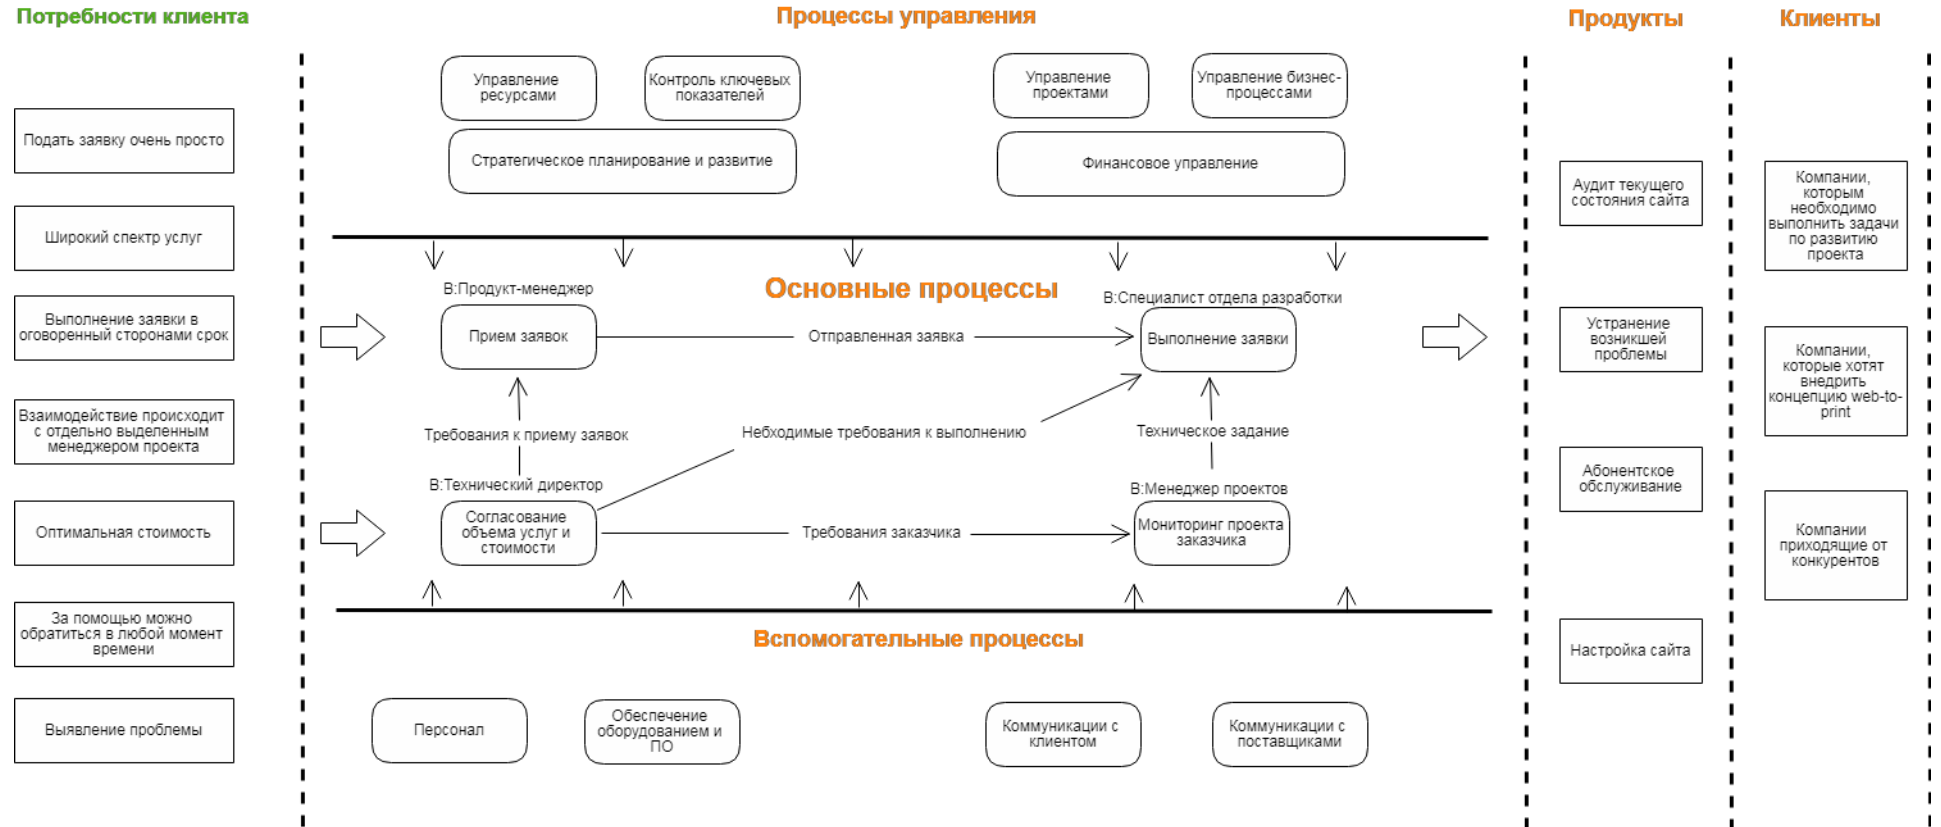 Потребности клиента
Подать заявку очень просто
Широкий спектр услуг
Выполнение заявки в
оговоренный сторонами срок
Взаимодействие происходит
с отдельно выделенным
менеджером проекта
Оптимальная стоимость
За помощью можно
обратиться в любой момент
времени
Выявление проблемы
Процессы управления
Управление
ресурсами
Контроль ключевых
показателей
Управление
проектами
Управление бизнес-
процессами
Стратегическое планирование и развитие
Финансовое управление
Основные процессы
В:Продукт-менеджер
Прием заявок
Отправленная заявка
В:Специалист отдела разработки
Выполнение заявки
Требования к приему заявок
Небходимые требования к выполнению
Техническое задание
В:Технический директор
Согласование
объема услуг и
стоимости
Требования заказчика
В:Менеджер проектов
Мониторинг проекта
заказчика
Вспомогательные процессы
Персонал
Обеспечение
оборудованием и
ПО
Коммуникации с
клиентом
Коммуникации с
поставщиками
Продукты
Аудит текущего
состояния сайта
Устранение
возникшей
проблемы
Абонентское
обслуживание
Настройка сайта
Клиенты
Компании,
которым
необходимо
выполнить задачи
по развитию
проекта
Компании,
которые хотят
внедрить
концепцию web-to-
print
Компании
приходящие от
конкурентов